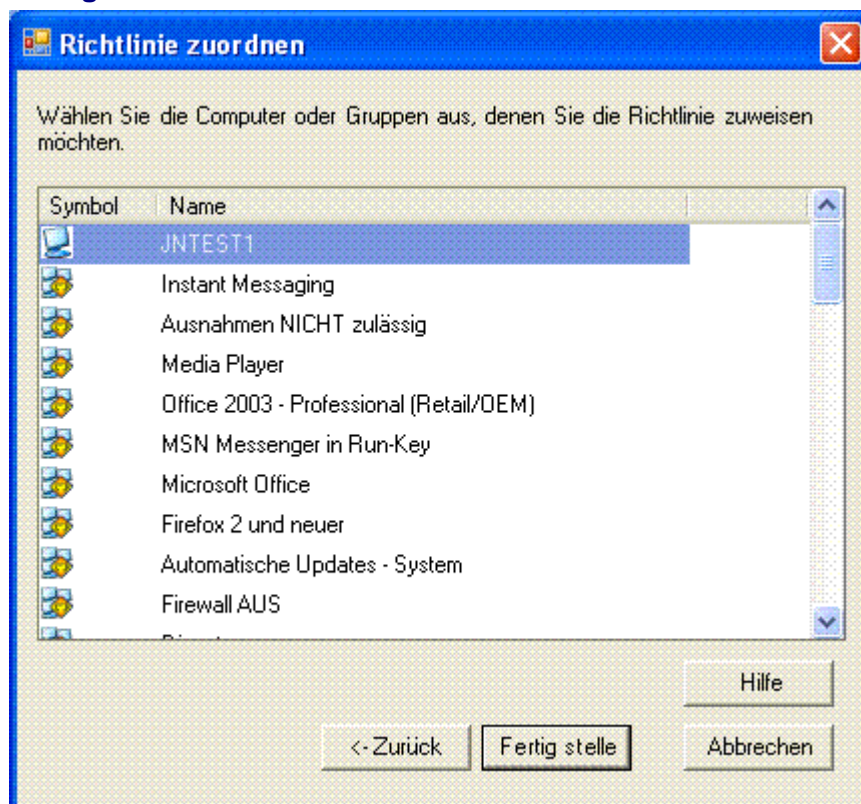 Richtlinie zuordnen
Wählen Sie die Computer oder Gruppen aus, denen Sie die Richtlinie zuweisen
möchten.
Symbol Name
JNTEST1
Instant Messaging
Ausnahmen NICHT zulässig
Media Player
Office 2003 - Professional (Retail/OEM)
MSN Messenger in Run-Key
Microsoft Office
Firefox 2 und neuer
Automatische Updates - System
Firewall AUS
Hilfe
<- Zurück Fertig stelle Abbrechen